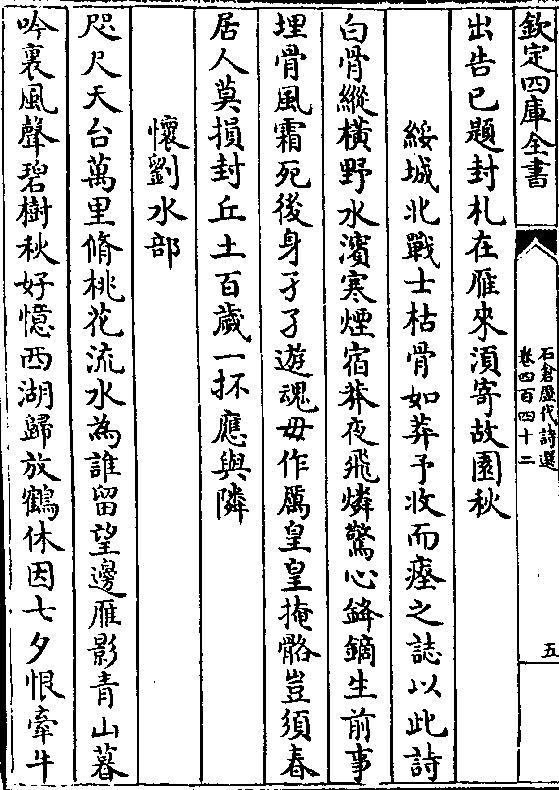 欽定四庫全書
石倉歷代詩選
卷四百四十二
五
出告已題封札在雁來湏寄故園秋
綏城北戰士枯骨如莽予收而瘞之誌以此詩
白骨縱橫野水濱寒煙宿莽夜飛燐驚心鋒鏑生前事
埋骨風霜死後身孑孑遊魂毋作厲皇皇掩骼豈須春
居人莫損封丘土百歲一抔應與隣
懷劉水部
咫尺天台萬里脩桃花流水為誰留望邊雁影青山暮
吟裏風聲碧樹秋好憶西湖歸放鶴休因七夕恨牽牛